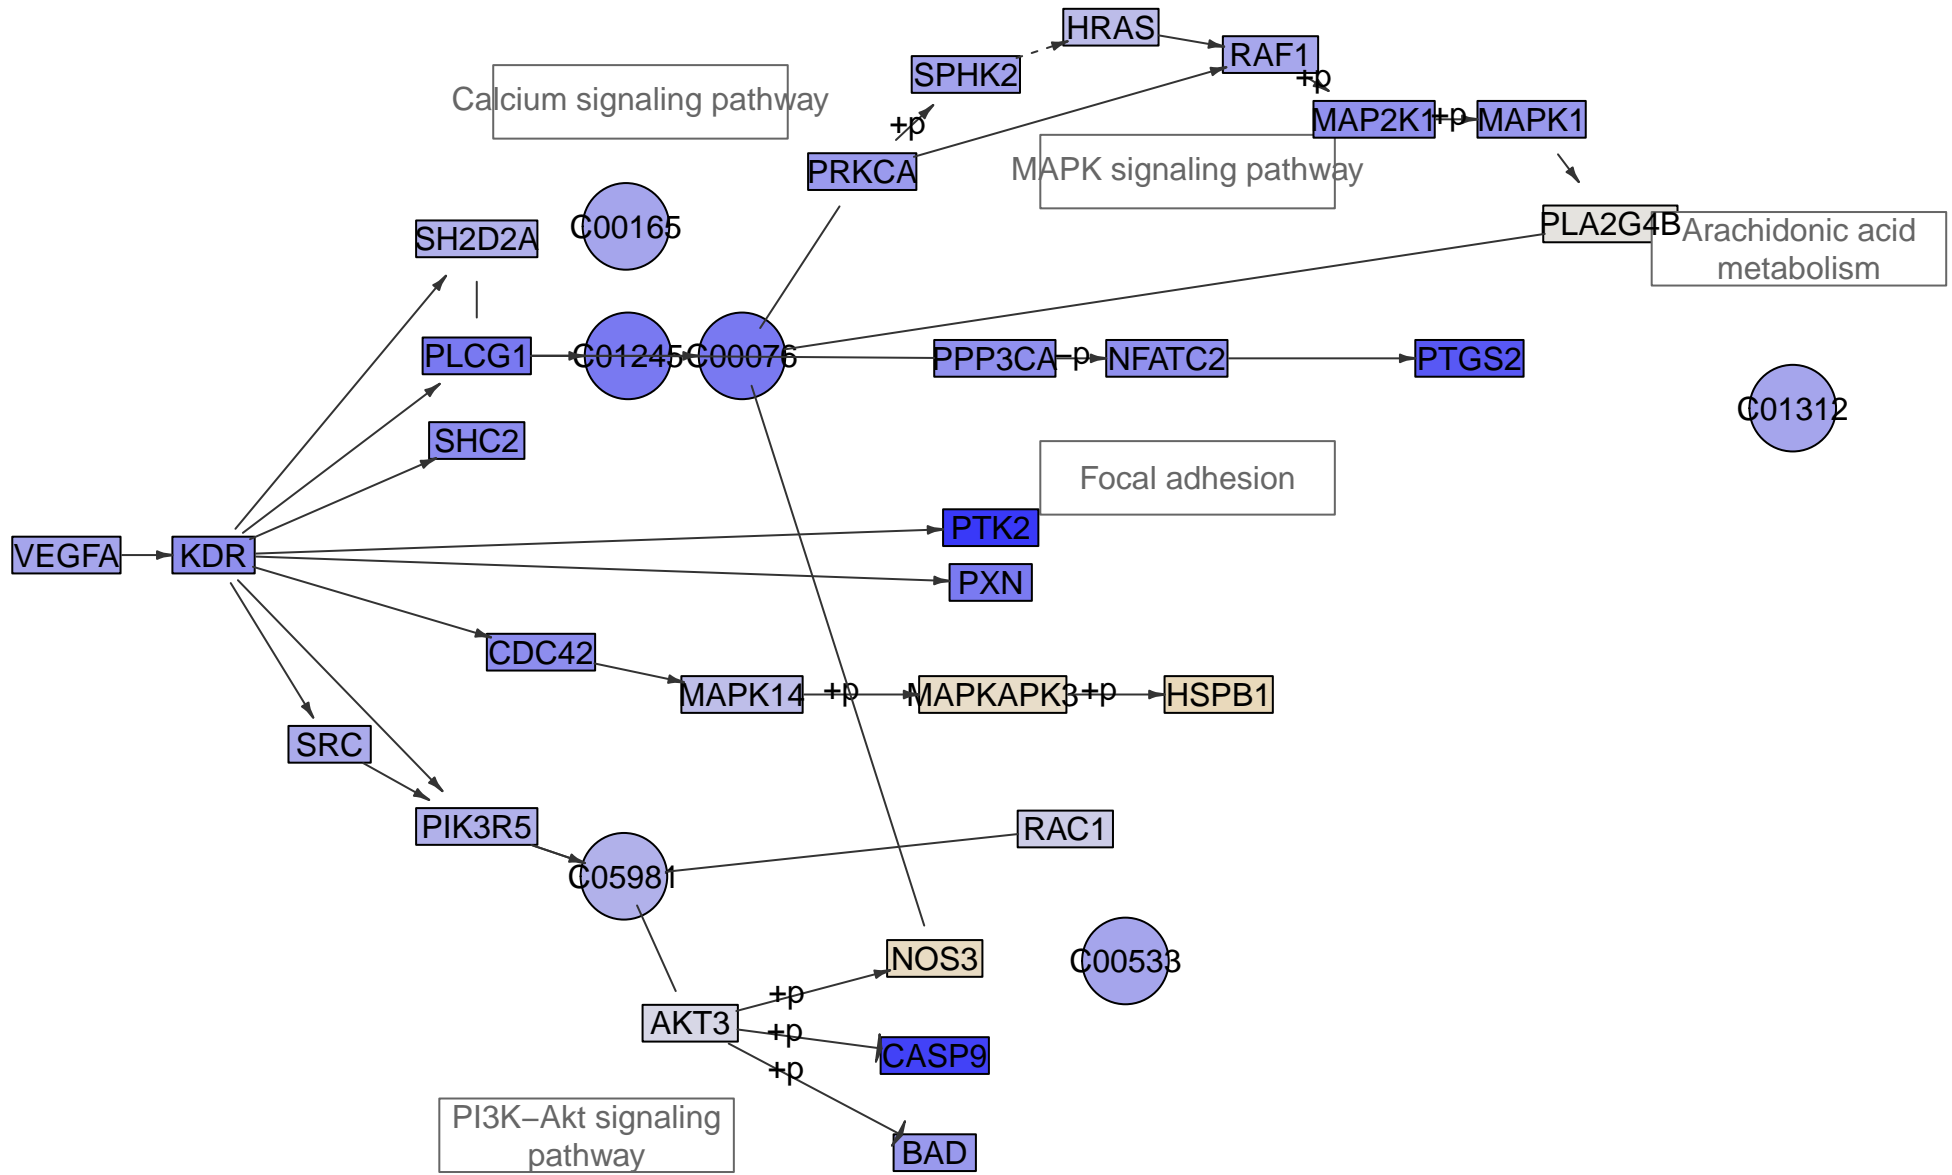 HRAS
RAF1
SPHK2
+p
Calcium signaling pathway
MAP2K1
+p
MAPK1
+p
PRKCA
MAPK signaling pathway
C00165
SH2D2A
PLA2G4B
Arachidonic acid
metabolism
PLCG1
C01245
C00076
PPP3CA
–p
NFATC2
PTGS2
C01312
SHC2
Focal adhesion
PTK2
VEGFA
KDR
PXN
CDC42
MAPK14
+p
MAPKAPK3
+p
HSPB1
SRC
PIK3R5
RAC1
C05981
NOS3
C00533
+p
AKT3
+p
CASP9
+p
PI3K–Akt signaling
pathway
BAD